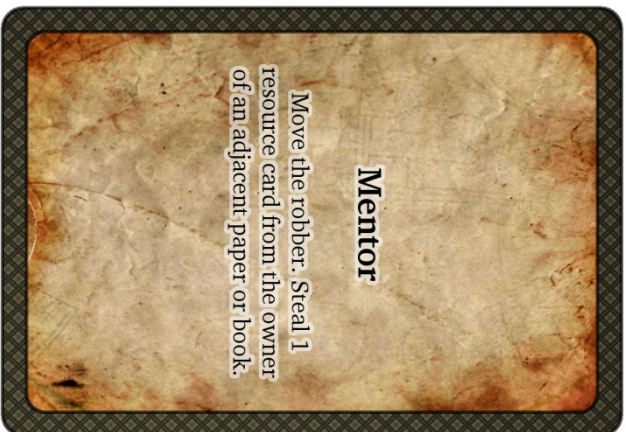 Mentor
Move the robber. Steal 1
resource card from the owner
of an adjacent paper or book.